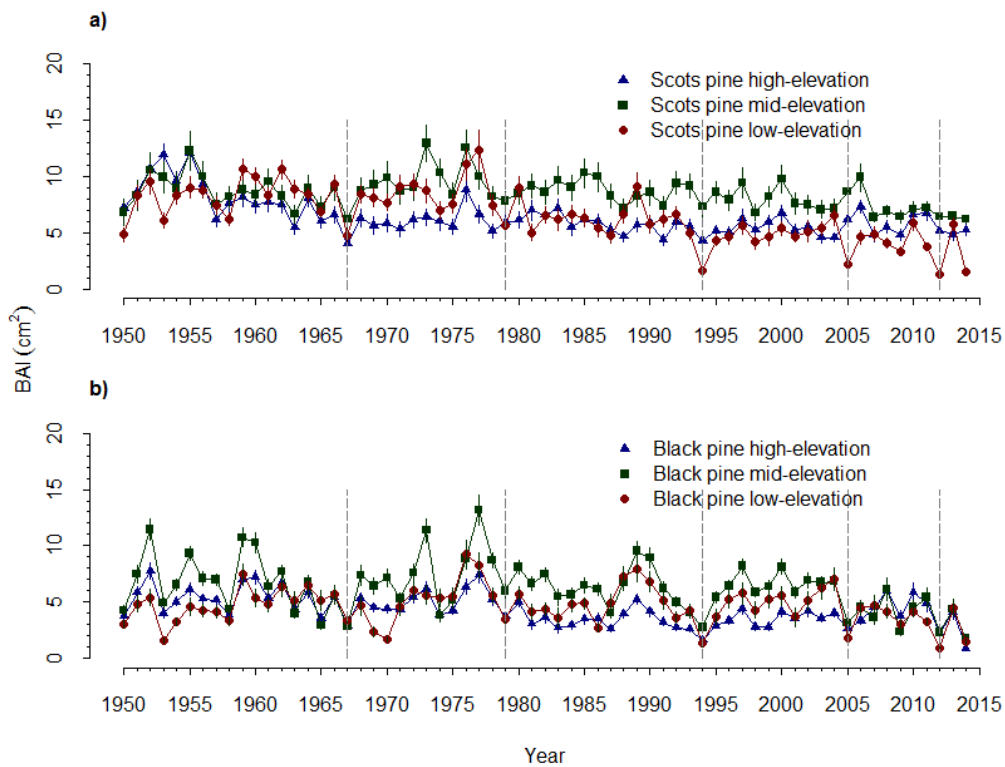 a)
20
15
10
5
0
Scots pine high-elevation
Scots pine mid-elevation
Scots pine low-elevation
1950 1955 1960 1965 1970 1975 1980 1985 1990 1995 2000 2005 2010 2015
BAI (cm²)
b)
20
15
10
5
0
Black pine high-elevation
Black pine mid-elevation
Black pine low-elevation
1950 1955 1960 1965 1970 1975 1980 1985 1990 1995 2000 2005 2010 2015
Year